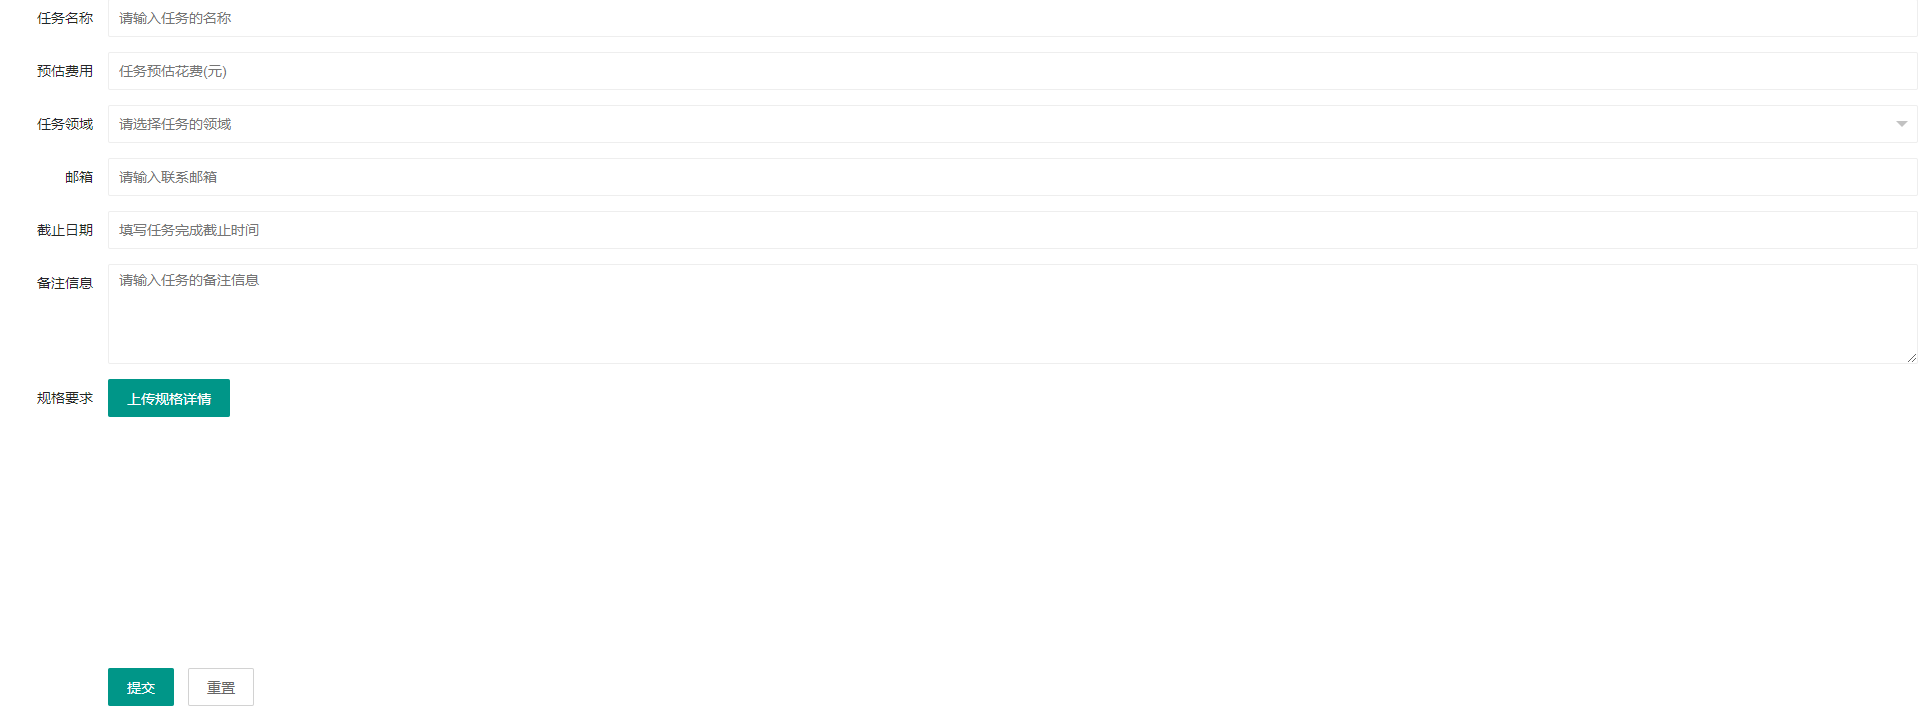 任务名称 请输入任务的名称
预估费用 任务预估花费(元)
任务领域 请选择任务的领域
邮箱 请输入联系邮箱
截止日期 填写任务完成截止时间
备注信息 请输入任务的备注信息
规格要求 上传规格详情
提交 重置